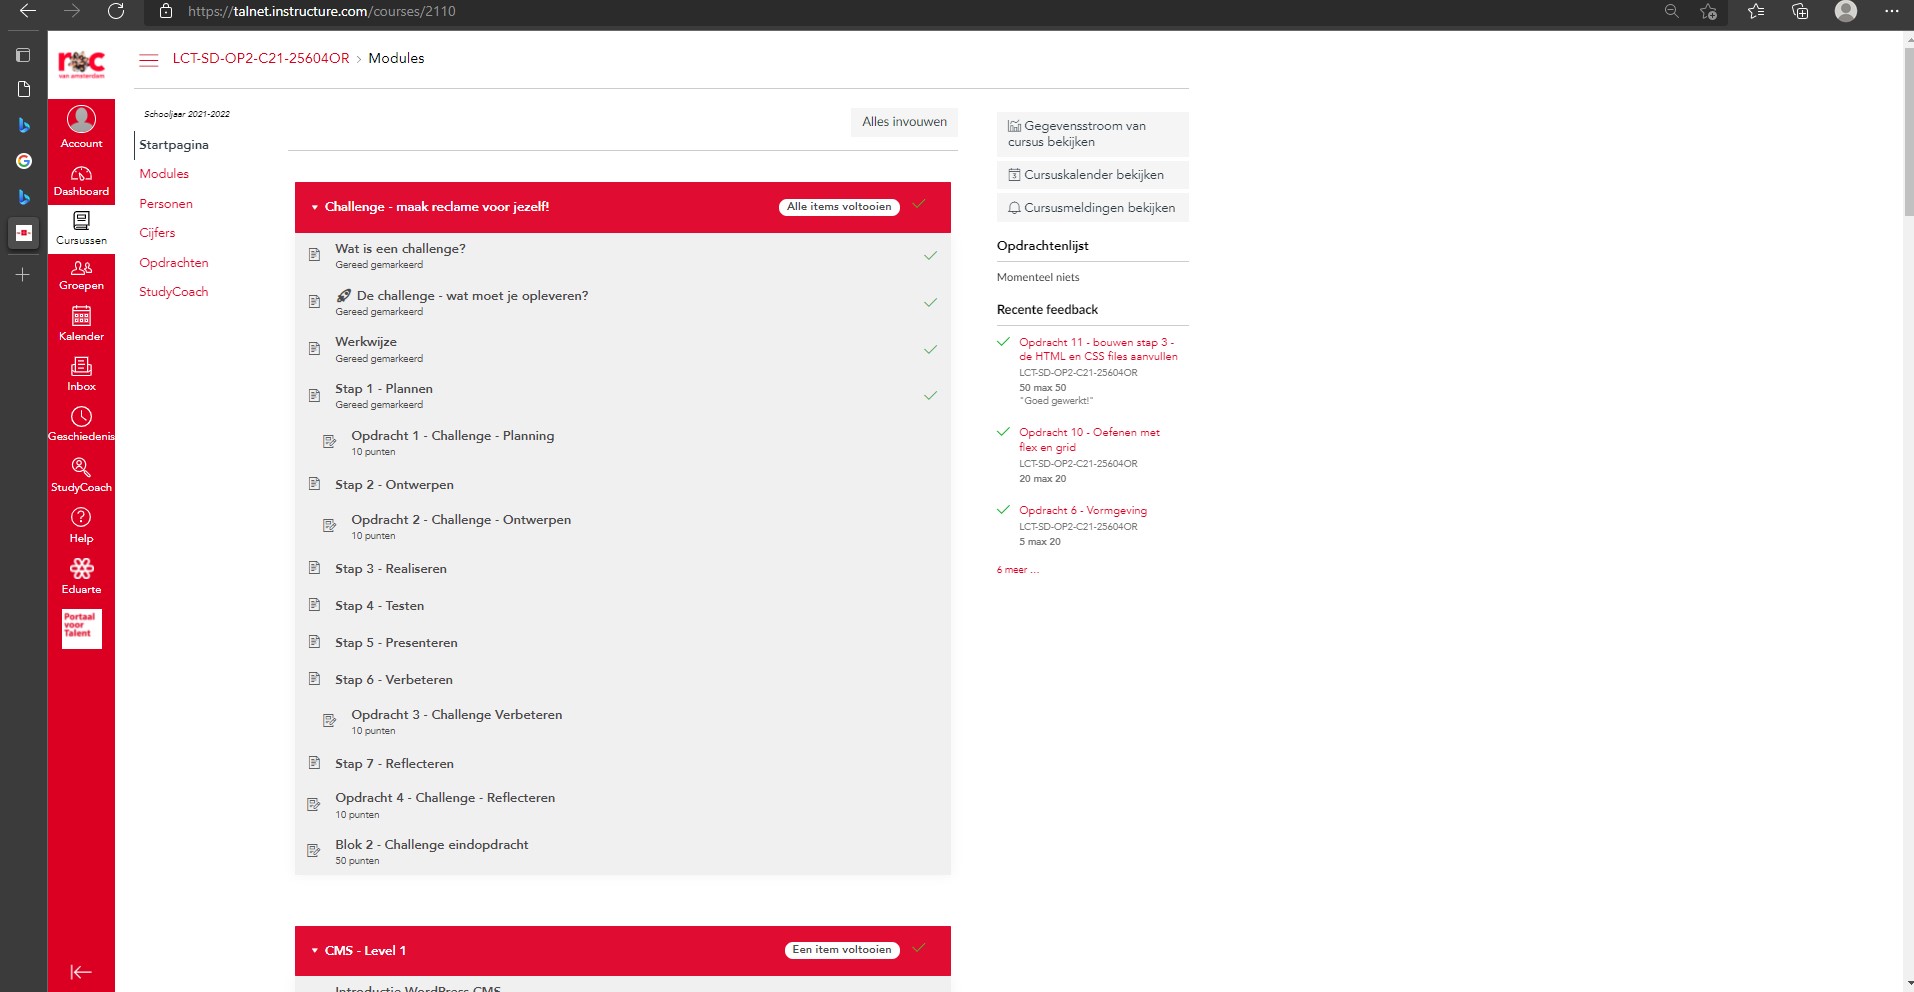 https://talnet.instructure.com/courses/2110
roc
van amsterdam
LCT-SD-OP2-C21-25604OR > Modules
Account
Dashboard
Cursussen
Groepen
Kalender
Inbox
Geschiedenis
StudyCoach
Help
Eduarte
Portaal
voor
Talent
Schooljaar 2021-2022
Startpagina
Modules
Personen
Cijfers
Opdrachten
StudyCoach
Alles invouwen
Challenge - maak reclame voor jezelf!
Alle items voltooien
Wat is een challenge?
Gereed gemarkeerd
De challenge - wat moet je opleveren?
Gereed gemarkeerd
Werkwijze
Gereed gemarkeerd
Stap 1 - Plannen
Gereed gemarkeerd
Opdracht 1 - Challenge - Planning
10 punten
Stap 2 - Ontwerpen
Opdracht 2 - Challenge - Ontwerpen
10 punten
Stap 3 - Realiseren
Stap 4 - Testen
Stap 5 - Presenteren
Stap 6 - Verbeteren
Opdracht 3 - Challenge Verbeteren
10 punten
Stap 7 - Reflecteren
Opdracht 4 - Challenge - Reflecteren
10 punten
Blok 2 - Challenge eindopdracht
50 punten
CMS - Level 1
Een item voltooien
Introductie WordPress CMS
Gegevensstroom van
cursus bekijken
Cursuskalender bekijken
Cursusmeldingen bekijken
Opdrachtenlijst
Momenteel niets
Recente feedback
Opdracht 11 - bouwen stap 3 -
de HTML en CSS files aanvullen
LCT-SD-OP2-C21-25604OR
50 max 50
"Goed gewerkt!"
Opdracht 10 - Oefenen met
flex en grid
LCT-SD-OP2-C21-25604OR
20 max 20
Opdracht 6 - Vormgeving
LCT-SD-OP2-C21-25604OR
5 max 20
6 meer ...